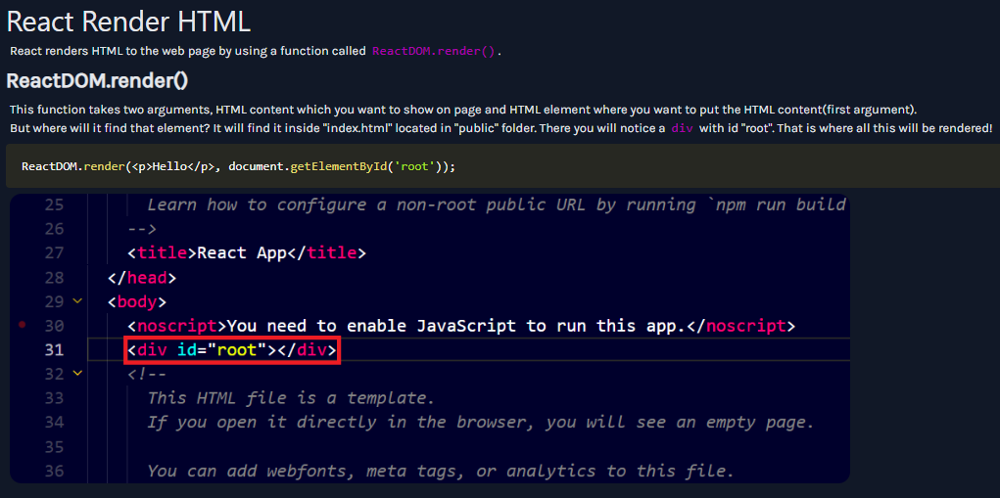 React Render HTML
React renders HTML to the web page by using a function called ReactDOM.render().
ReactDOM.render()
This function takes two arguments, HTML content which you want to show on page and HTML element where you want to put the HTML content(first argument).
But where will it find that element? It will find it inside "index.html" located in "public" folder. There you will notice a div with id "root". That is where all this will be rendered!
ReactDOM.render(<p>Hello</p>, document.getElementById('root'));
25 Learn how to configure a non-root public URL by running `npm run build
26 -->
27 <title>React App</title>
28 </head>
29 <body>
30 <noscript>You need to enable JavaScript to run this app.</noscript>
31 <div id="root"></div>
32 <!--
33 This HTML file is a template.
34 If you open it directly in the browser, you will see an empty page.
35
36 You can add webfonts, meta tags, or analytics to this file.